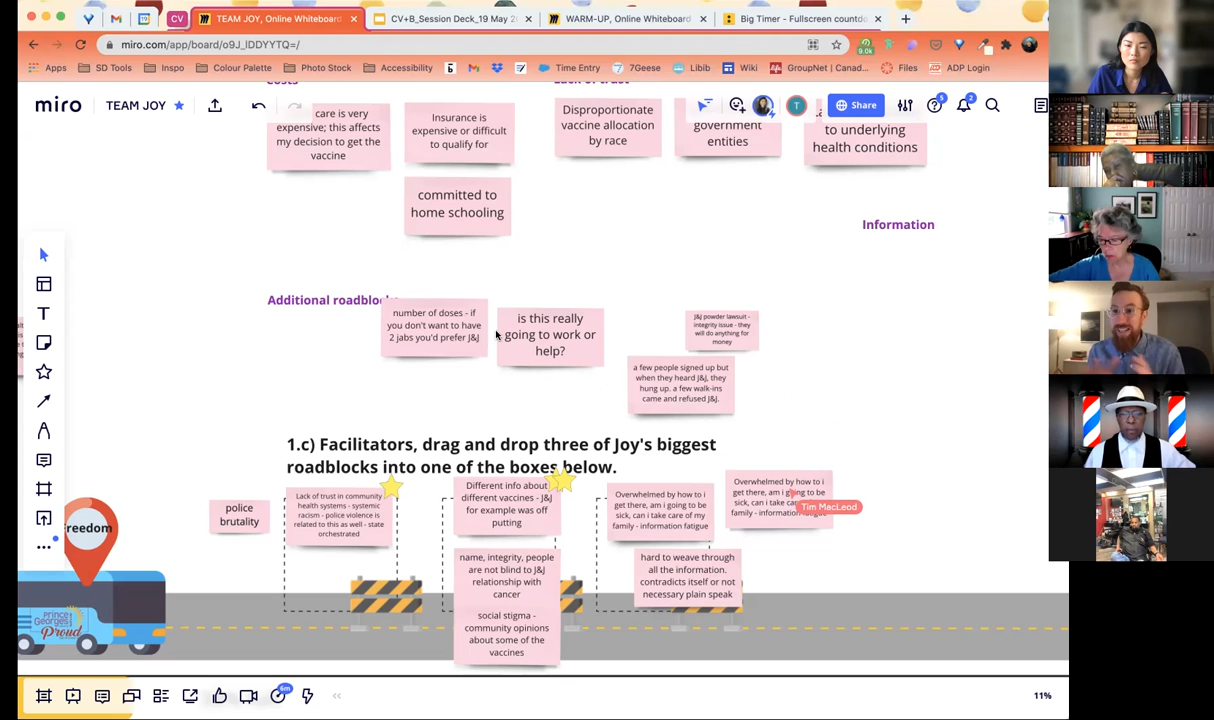 TEAM JOY, Online Whiteboard
CV+B_Session Deck_19 May 2
WARM-UP, Online Whiteboard
Big Timer - Fullscreen countdo
CV
miro.com/app/board/o9J_lDDYYTQ=/
9.0k
Apps
SD Tools
Inspo
Colour Palette
Photo Stock
Accessibility
Time Entry
7Geese
Libib
Wiki
GroupNet | Canad...
Files
ADP Login
miro
TEAM JOY
T
Share
5
2
Costs
Lack of trust
care is very
expensive; this affects
my decision to get the
vaccine
Insurance is
expensive or difficult
to qualify for
committed to
home schooling
Disproportionate
vaccine allocation
by race
government
entities
to underlying
health conditions
Information
Additional roadblocks
number of doses - if
you don't want to have
2 jabs you'd prefer J&J
is this really
going to work or
help?
J&J powder lawsuit -
integrity issue - they
will do anything for
money
a few people signed up but
when they heard J&J, they
hung up. a few walk-ins
came and refused J&J.
1.c) Facilitators, drag and drop three of Joy's biggest
roadblocks into one of the boxes below.
police
brutality
Lack of trust in community
health systems - systemic
racism - police violence is
related to this as well - state
orchestrated
Different info about
different vaccines - J&J
for example was off
putting
name, integrity, people
are not blind to J&J
relationship with
cancer
social stigma -
community opinions
about some of the
vaccines
Overwhelmed by how to i
get there, am i going to be
sick, can i take care of my
family - information fatigue
hard to weave through
all the information.
contradicts itself or not
necessary plain speak
Overwhelmed by how to i
get there, am i going to be
sick, can i take ca
family - information
Tim MacLeod
Freedom
Prince
George's
Proud
6m
11%